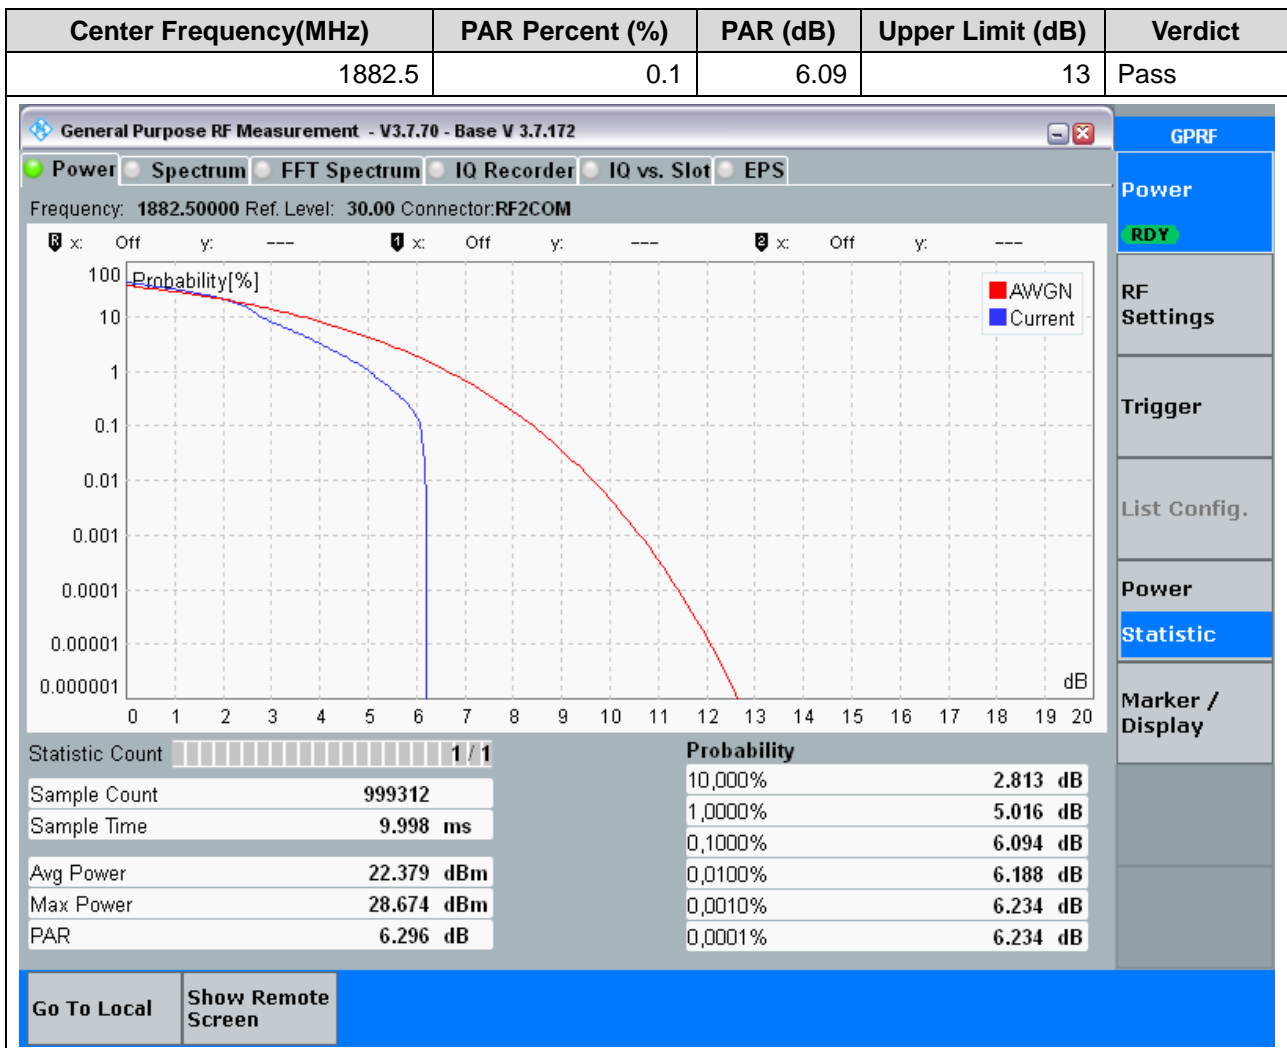 Center Frequency(MHz) PAR Percent (%) PAR (dB) Upper Limit (dB) Verdict
1882.5 0.1 6.09 13 Pass
General Purpose RF Measurement - V3.7.70 - Base V 3.7.172
GPRF
Power Spectrum FFT Spectrum IQ Recorder IQ vs. Slot EPS
Power
RDY
Frequency: 1882.50000 Ref. Level: 30.00 Connector:RF2COM
R x: Off y: --- 1 x: Off y: --- 2 x: Off y: ---
Probability[%]
AWGN
Current
100
10
1
0.1
0.01
0.001
0.0001
0.00001
0.000001
dB
0 1 2 3 4 5 6 7 8 9 10 11 12 13 14 15 16 17 18 19 20
RF
Settings
Trigger
List Config.
Power
Statistic
Marker /
Display
Statistic Count 1 / 1
Sample Count 999312
Sample Time 9.998 ms
Avg Power 22.379 dBm
Max Power 28.674 dBm
PAR 6.296 dB
Probability
10,000% 2.813 dB
1,0000% 5.016 dB
0,1000% 6.094 dB
0,0100% 6.188 dB
0,0010% 6.234 dB
0,0001% 6.234 dB
Go To Local
Show Remote
Screen